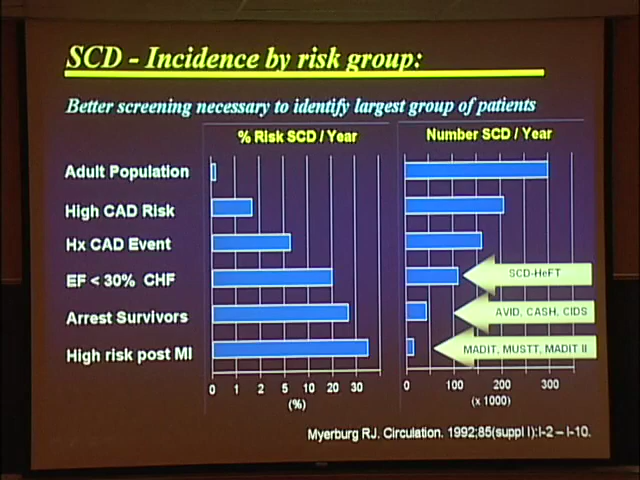 SCD - Incidence by risk group:
Better screening necessary to identify largest group of patients
% Risk SCD / Year
Number SCD / Year
Adult Population
High CAD Risk
Hx CAD Event
EF < 30% CHF
SCD-HeFT
Arrest Survivors
AVID, CASH, CIDS
High risk post MI
MADIT, MUSTT, MADIT II
0 1 2 5 10 20 30
0 100 200 300
(%)
(x 1000)
Myerburg RJ. Circulation. 1992;85(suppl I):I-2 – I-10.